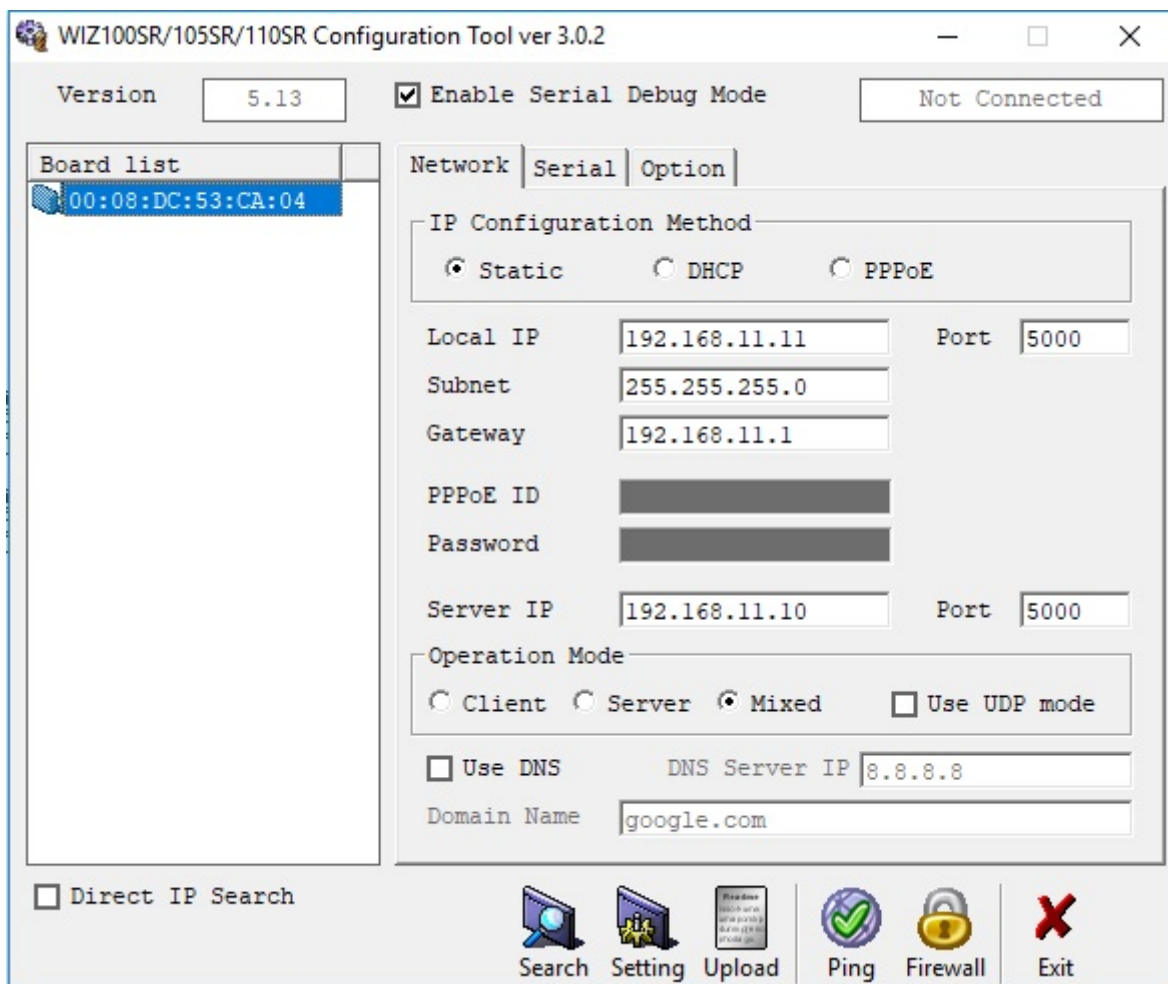 WIZ100SR/105SR/110SR Configuration Tool ver 3.0.2
Version 5.13 Enable Serial Debug Mode Not Connected
Board list
00:08:DC:53:CA:04
Network Serial Option
IP Configuration Method
Static DHCP PPPoE
Local IP 192.168.11.11 Port 5000
Subnet 255.255.255.0
Gateway 192.168.11.1
PPPoE ID
Password
Server IP 192.168.11.10 Port 5000
Operation Mode
Client Server Mixed Use UDP mode
Use DNS DNS Server IP 8.8.8.8
Domain Name google.com
Direct IP Search
Readme
Search Setting Upload Ping Firewall Exit